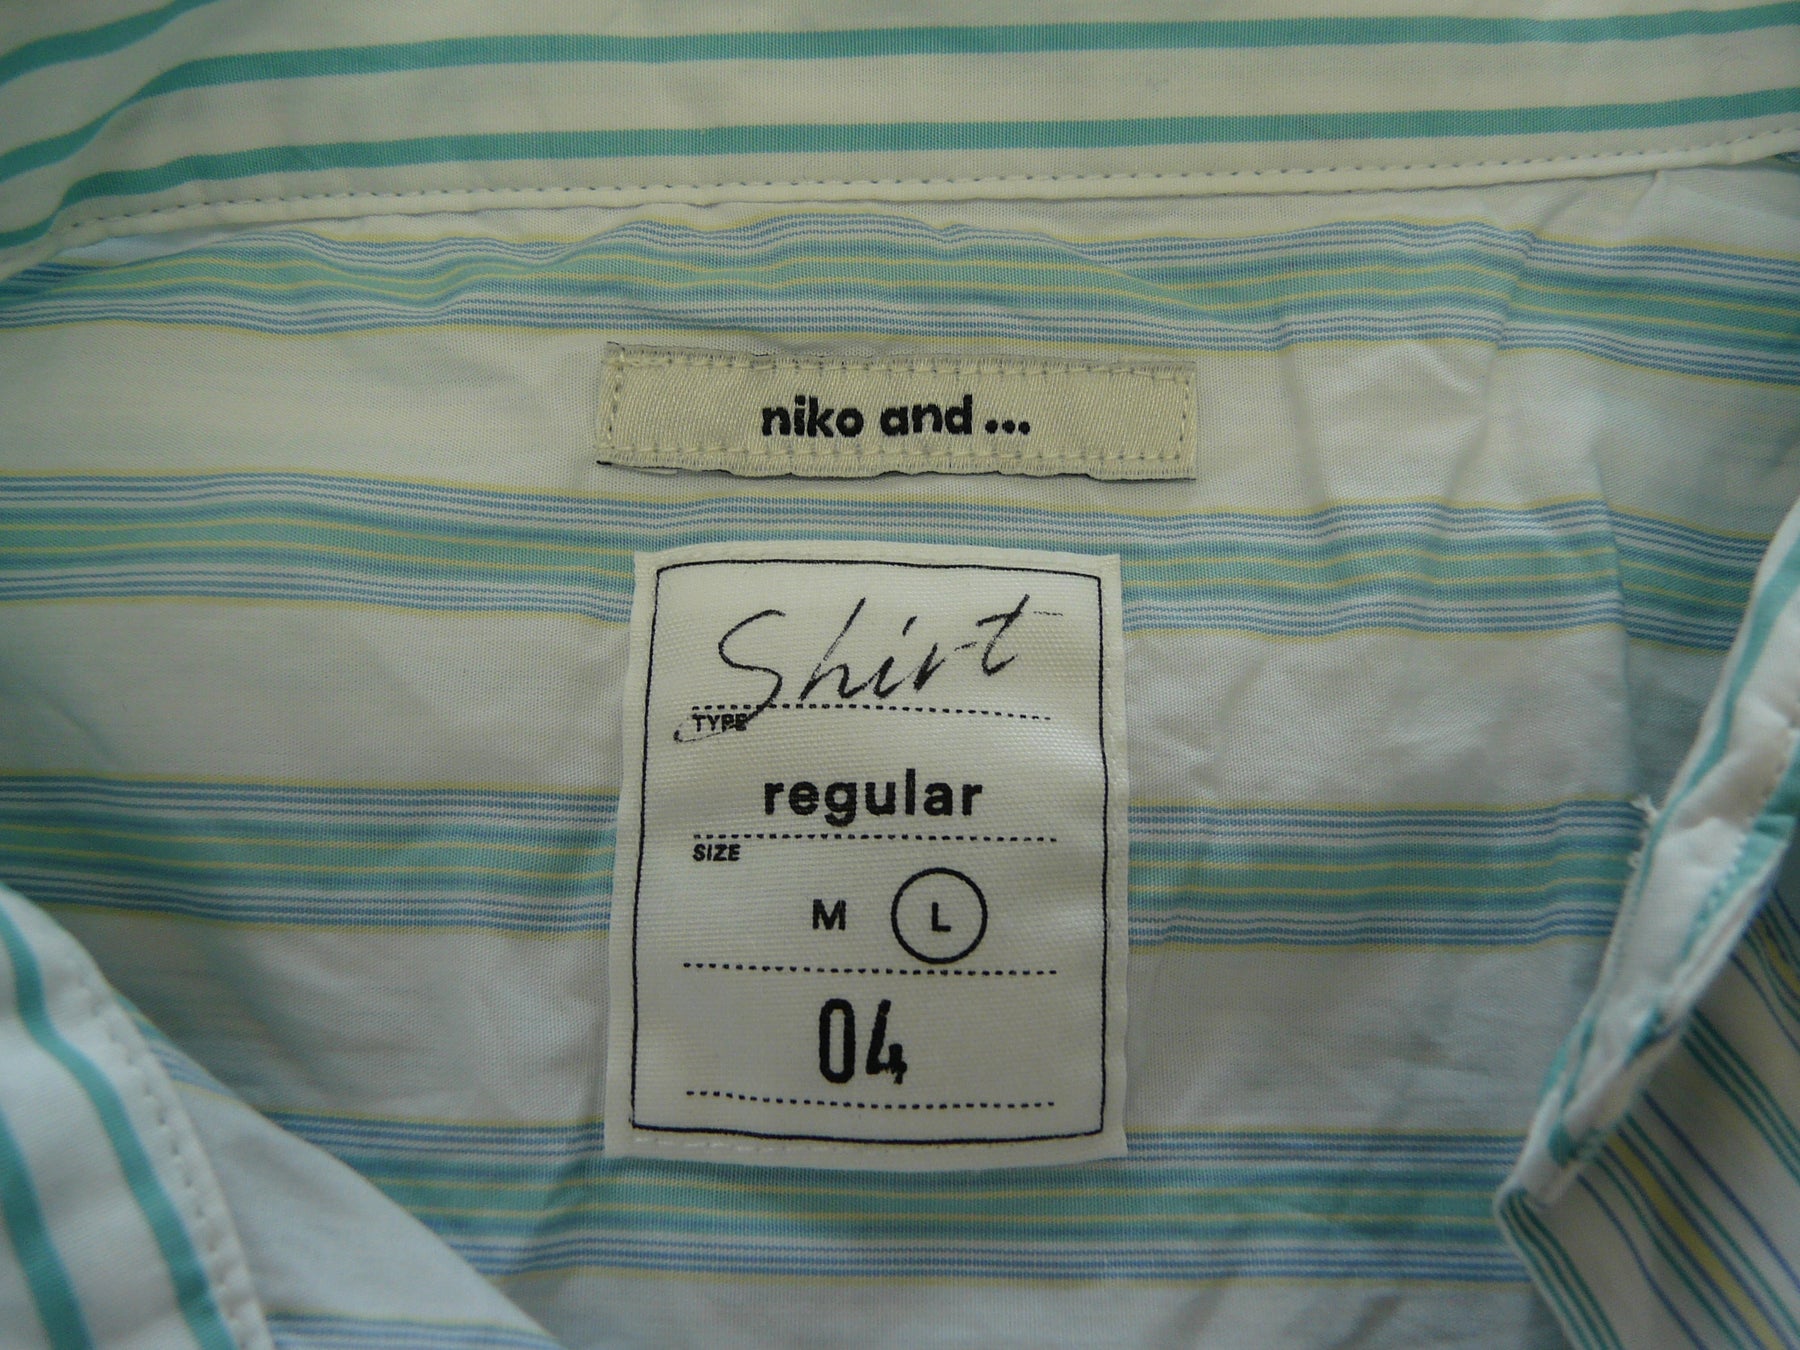 niko and...
Shirt
TYPE
regular
SIZE
M L
04